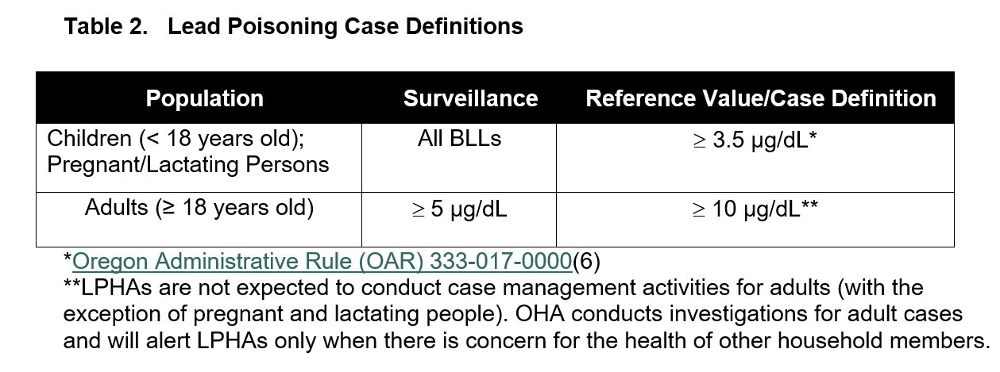 Table 2. Lead Poisoning Case Definitions
Population Surveillance Reference Value/Case Definition
Children (< 18 years old);
Pregnant/Lactating Persons
All BLLs
≥ 3.5 µg/dL*
Adults (≥ 18 years old) ≥ 5 µg/dL ≥ 10 µg/dL**
*Oregon Administrative Rule (OAR) 333-017-0000(6)
**LPHAs are not expected to conduct case management activities for adults (with the
exception of pregnant and lactating people). OHA conducts investigations for adult cases
and will alert LPHAs only when there is concern for the health of other household members.